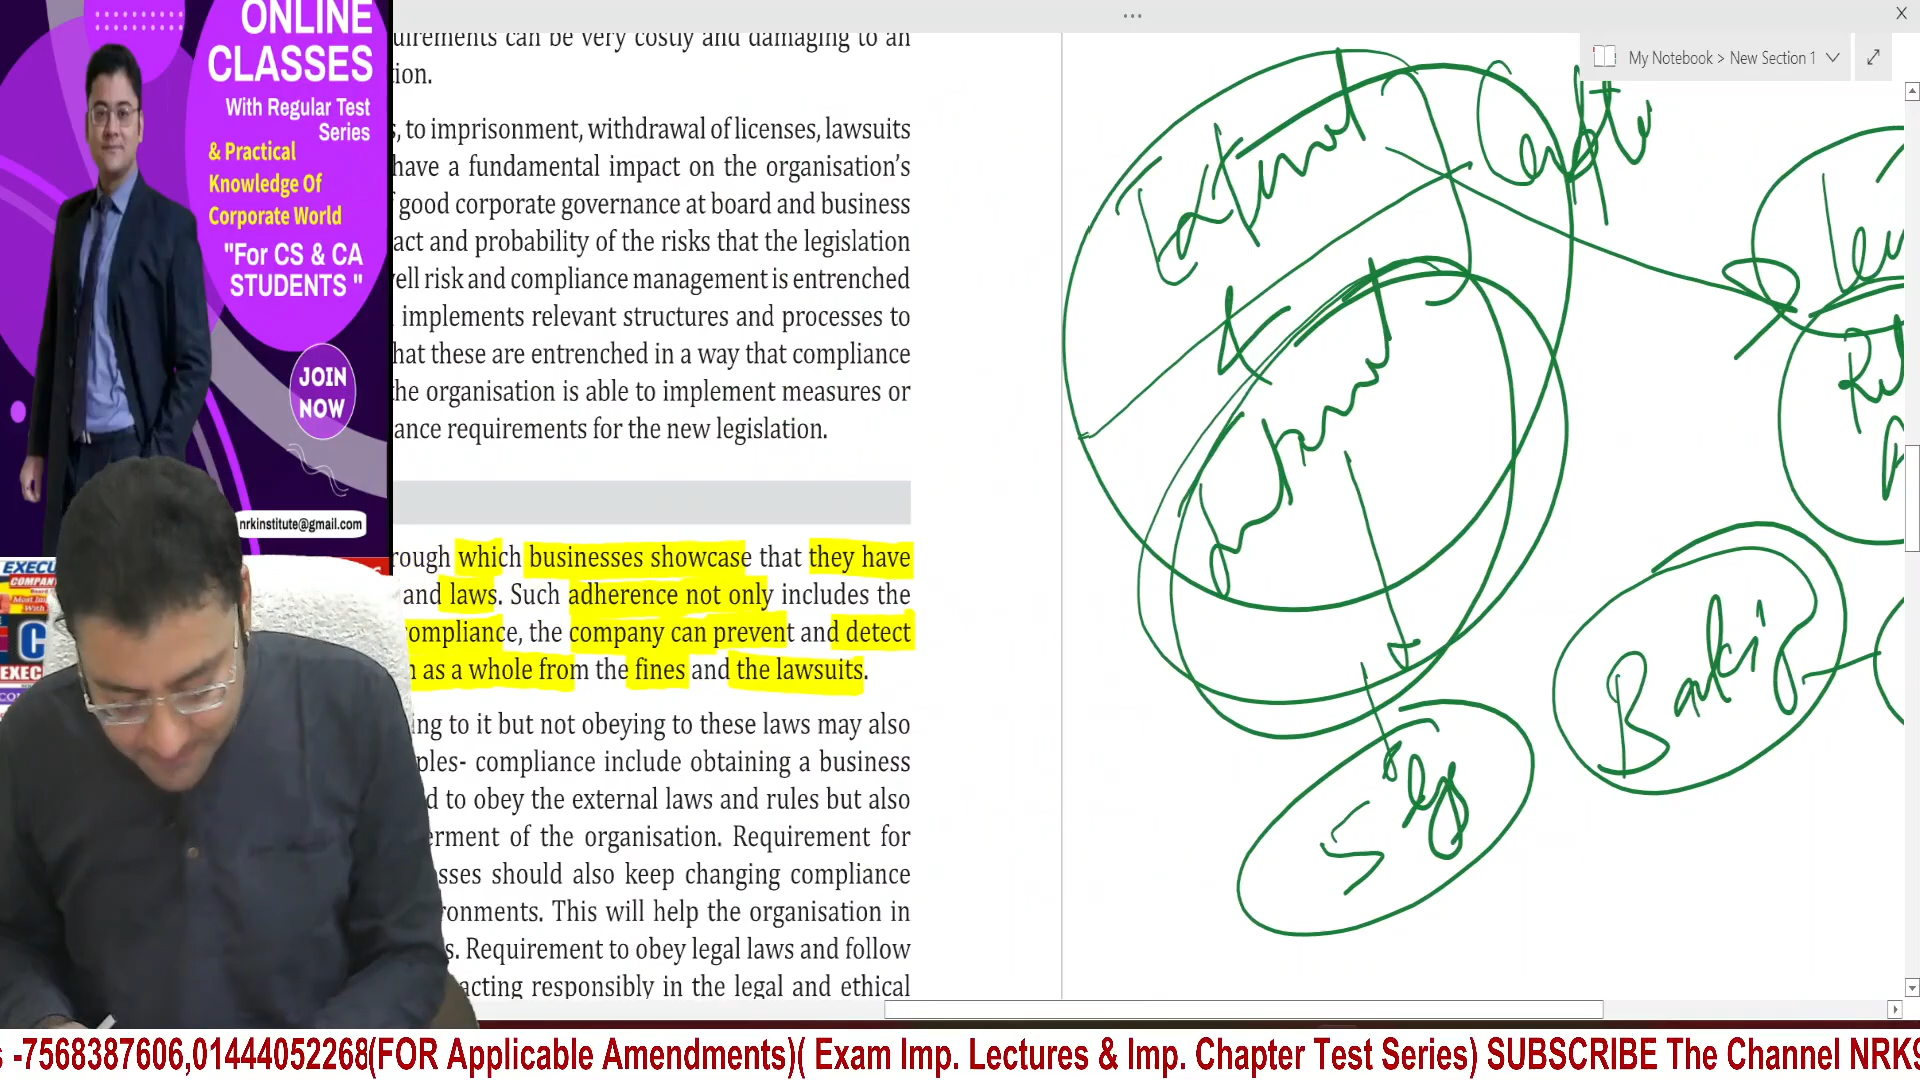 ONLINE
CLASSES
With Regular Test
Series
& Practical
Knowledge Of
Corporate World
"For CS & CA
STUDENTS "
JOIN
NOW
nrkinstitute@gmail.com
EXECU
uirements can be very costly and damaging to an
ion.
, to imprisonment, withdrawal of licenses, lawsuits
have a fundamental impact on the organisation's
f good corporate governance at board and business
act and probability of the risks that the legislation
ell risk and compliance management is entrenched
implements relevant structures and processes to
hat these are entrenched in a way that compliance
he organisation is able to implement measures or
ance requirements for the new legislation.
rough which businesses showcase that they have
and laws. Such adherence not only includes the
ompliance, the company can prevent and detect
as a whole from the fines and the lawsuits.
ing to it but not obeying to these laws may also
ples- compliance include obtaining a business
d to obey the external laws and rules but also
erment of the organisation. Requirement for
sses should also keep changing compliance
ronments. This will help the organisation in
s. Requirement to obey legal laws and follow
acting responsibly in the legal and ethical
My Notebook > New Section 1
External
&
Internal
Banking
s -7568387606,01444052268(FOR Applicable Amendments)( Exam Imp. Lectures & Imp. Chapter Test Series) SUBSCRIBE The Channel NRK9